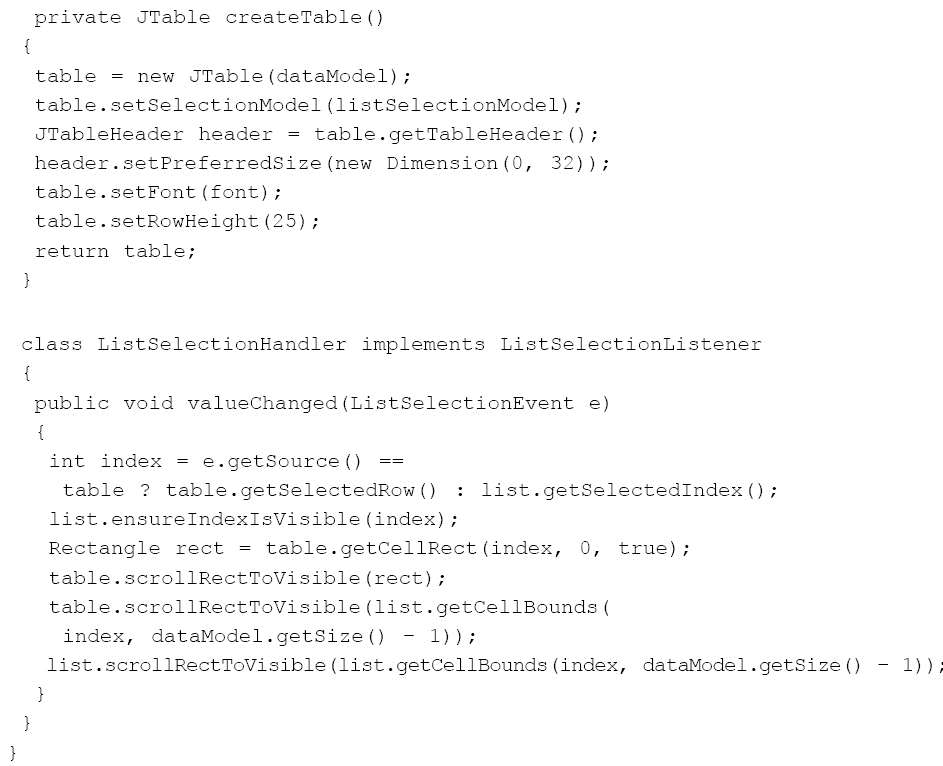 private JTable createTable()
{
table = new JTable(dataModel);
table.setSelectionModel(listSelectionModel);
JTableHeader header = table.getTableHeader();
header.setPreferredSize(new Dimension(0, 32));
table.setFont(font);
table.setRowHeight(25);
return table;
}
class ListSelectionHandler implements ListSelectionListener
{
public void valueChanged(ListSelectionEvent e)
{
int index = e.getSource() ==
table ? table.getSelectedRow() : list.getSelectedIndex();
list.ensureIndexIsVisible(index);
Rectangle rect = table.getCellRect(index, 0, true);
table.scrollRectToVisible(rect);
table.scrollRectToVisible(list.getCellBounds(
index, dataModel.getSize() - 1));
list.scrollRectToVisible(list.getCellBounds(index, dataModel.getSize() - 1));
}
}
}